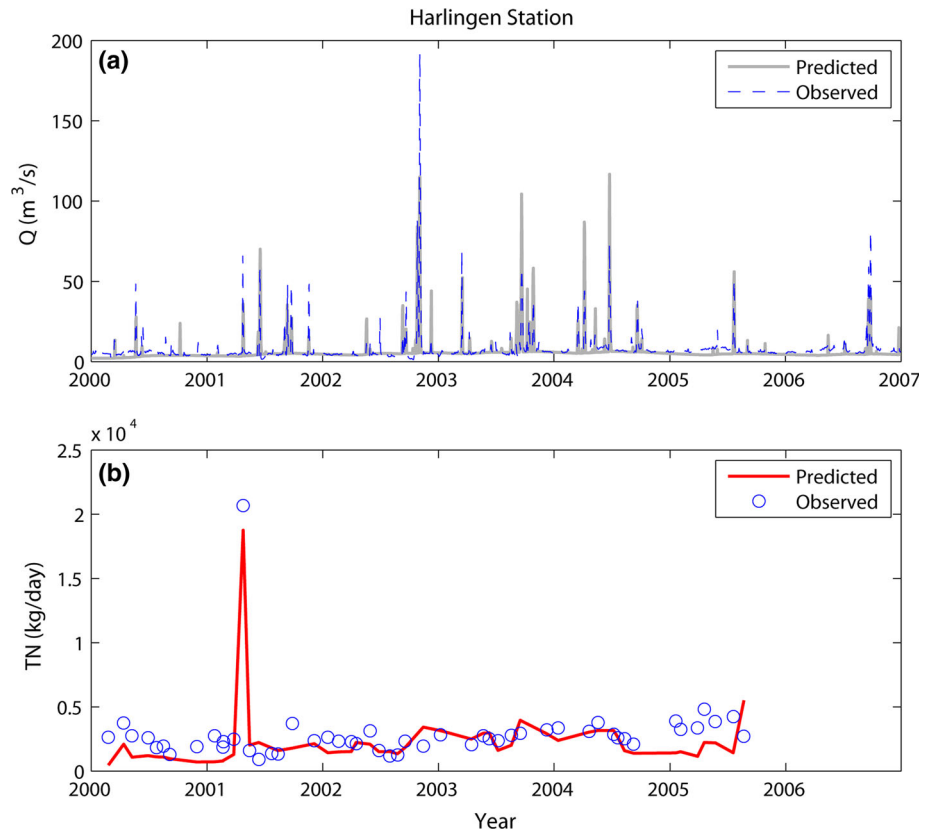 Harlingen Station
(a)
Predicted
Observed
200
150
100
50
0
Q (m³/s)
2000 2001 2002 2003 2004 2005 2006 2007
x 10⁴
(b)
Predicted
Observed
2.5
2
1.5
1
0.5
0
TN (kg/day)
2000 2001 2002 2003 2004 2005 2006
Year